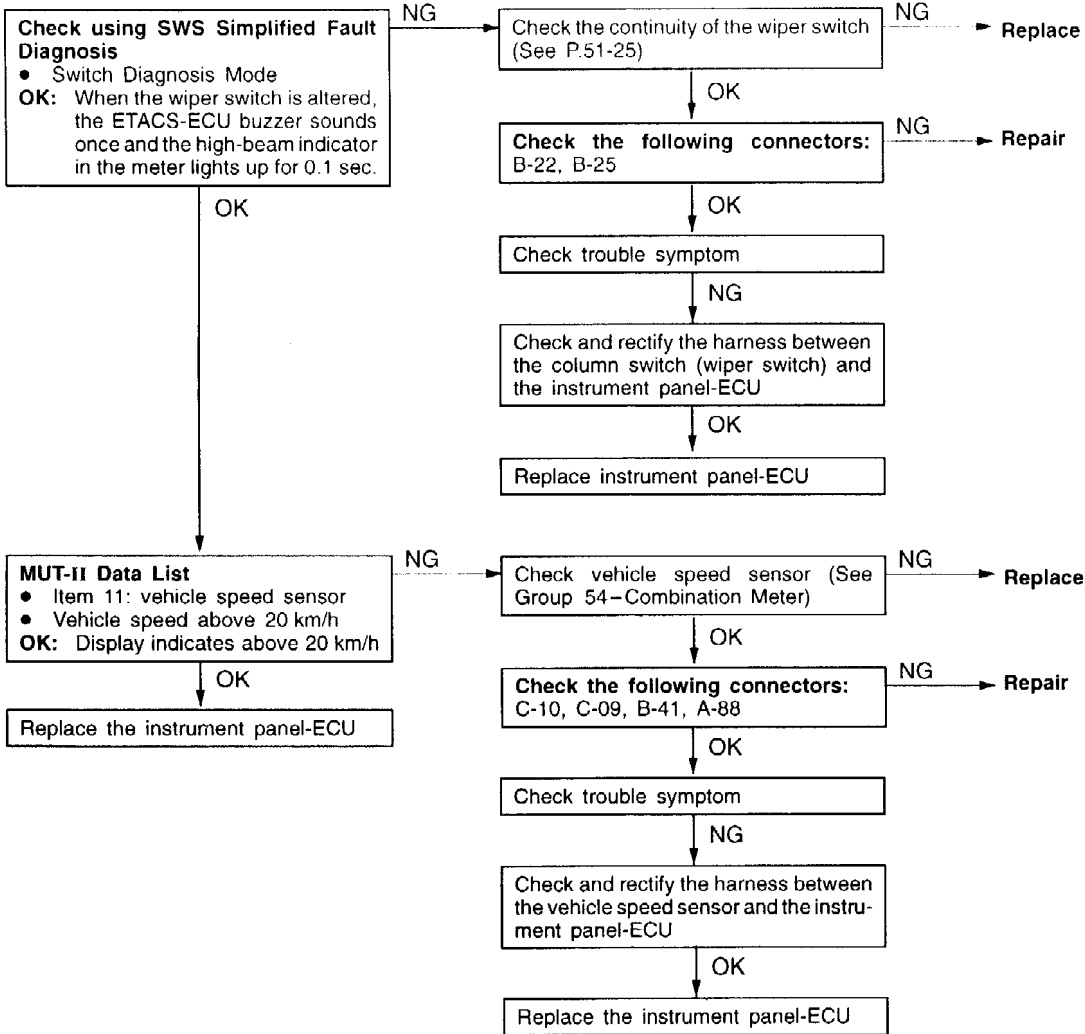 Check using SWS Simplified Fault
Diagnosis
● Switch Diagnosis Mode
OK: When the wiper switch is altered,
the ETACS-ECU buzzer sounds
once and the high-beam indicator
in the meter lights up for 0.1 sec.
NG
Check the continuity of the wiper switch
(See P.51-25)
NG
Replace
OK
Check the following connectors:
B-22, B-25
NG
Repair
OK
Check trouble symptom
NG
Check and rectify the harness between
the column switch (wiper switch) and
the instrument panel-ECU
OK
Replace instrument panel-ECU
OK
MUT-II Data List
● Item 11: vehicle speed sensor
● Vehicle speed above 20 km/h
OK: Display indicates above 20 km/h
NG
Check vehicle speed sensor (See
Group 54–Combination Meter)
NG
Replace
OK
Replace the instrument panel-ECU
OK
Check the following connectors:
C-10, C-09, B-41, A-88
NG
Repair
OK
Check trouble symptom
NG
Check and rectify the harness between
the vehicle speed sensor and the instru-
ment panel-ECU
OK
Replace the instrument panel-ECU